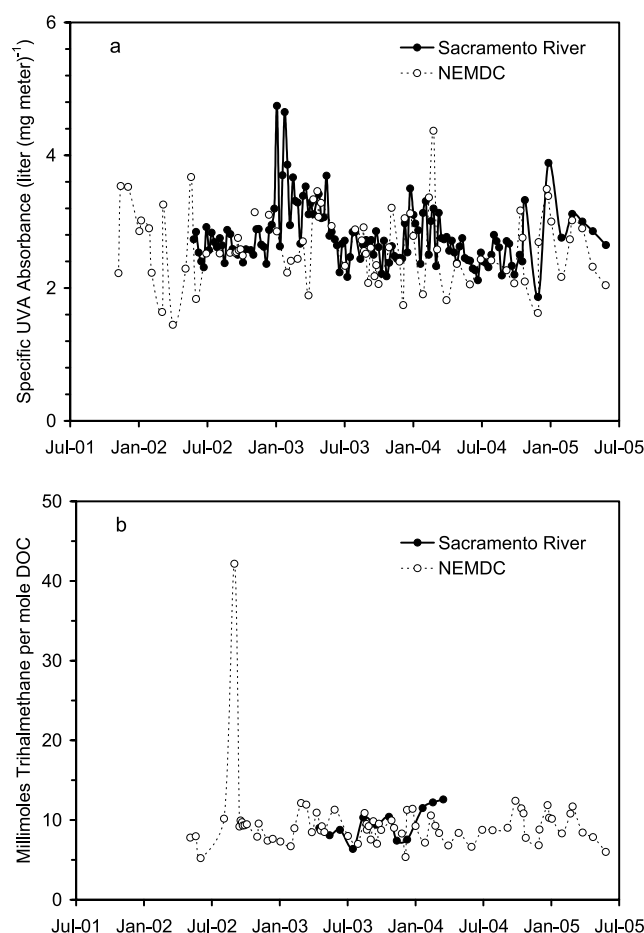 6
a
Sacramento River
NEMDC
4
2
0
Specific UVA Absorbance (liter (mg meter)⁻¹)
Jul-01 Jan-02 Jul-02 Jan-03 Jul-03 Jan-04 Jul-04 Jan-05 Jul-05
50
b
Sacramento River
NEMDC
40
30
20
10
0
Millimoles Trihalmethane per mole DOC
Jul-01 Jan-02 Jul-02 Jan-03 Jul-03 Jan-04 Jul-04 Jan-05 Jul-05